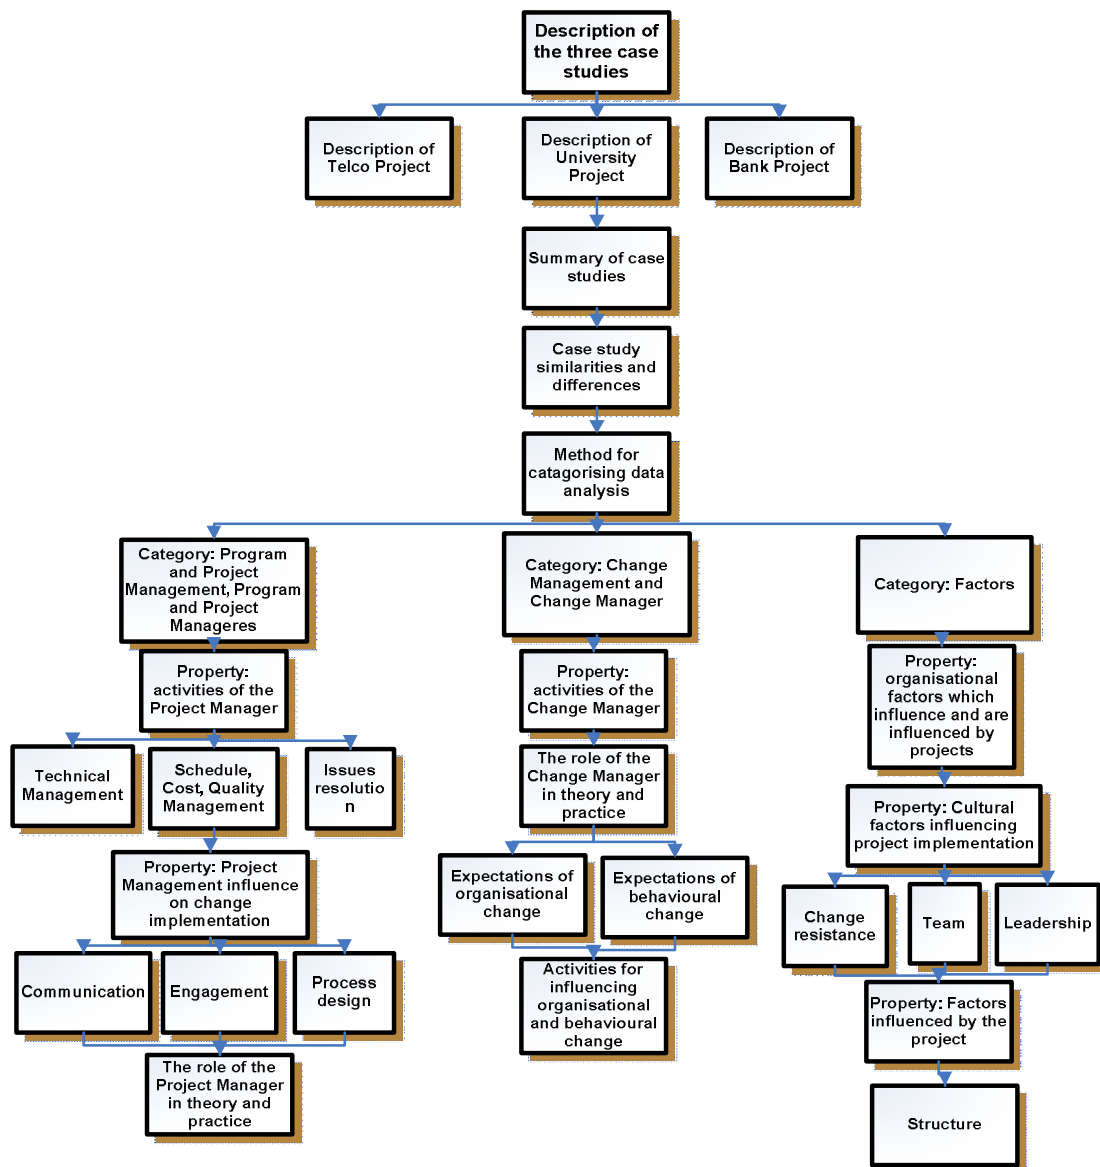 Description of
the three case
studies
Description of
Telco Project
Description of
University
Project
Description of
Bank Project
Summary of case
studies
Case study
similarities and
differences
Method for
catagorising data
analysis
Category: Program
and Project
Management, Program
and Project
Manageres
Category: Change
Management and
Change Manager
Category: Factors
Property:
activities of the
Project Manager
Property:
activities of the
Change Manager
Property:
organisational
factors which
influence and are
influenced by
projects
Technical
Management
Schedule,
Cost, Quality
Management
Issues
resolutio
n
The role of the
Change Manager
in theory and
practice
Property: Cultural
factors influencing
project implementation
Property: Project
Management influence
on change
implementation
Expectations of
organisational
change
Expectations of
behavioural
change
Change
resistance
Team
Leadership
Communication
Engagement
Process
design
Activities for
influencing
organisational
and behavioural
change
Property: Factors
influenced by the
project
The role of the
Project Manager
in theory and
practice
Structure